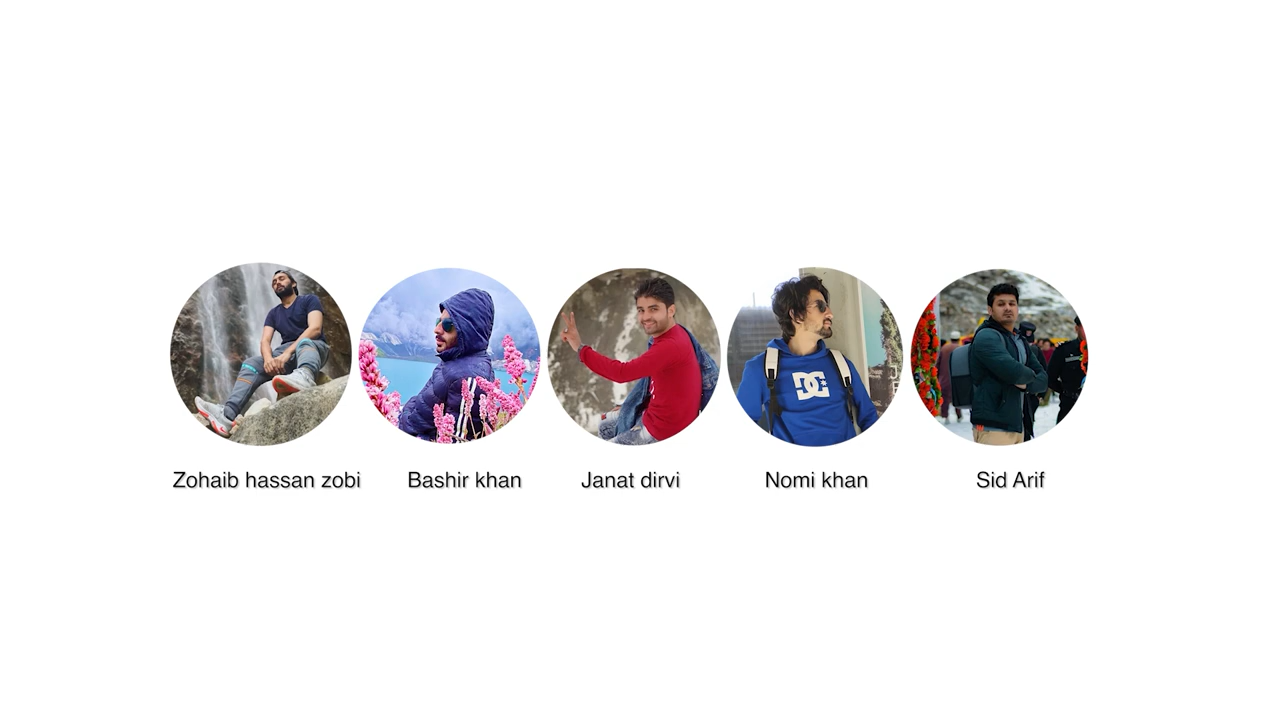 DC
Zohaib hassan zobi
Bashir khan
Janat dirvi
Nomi khan
Sid Arif